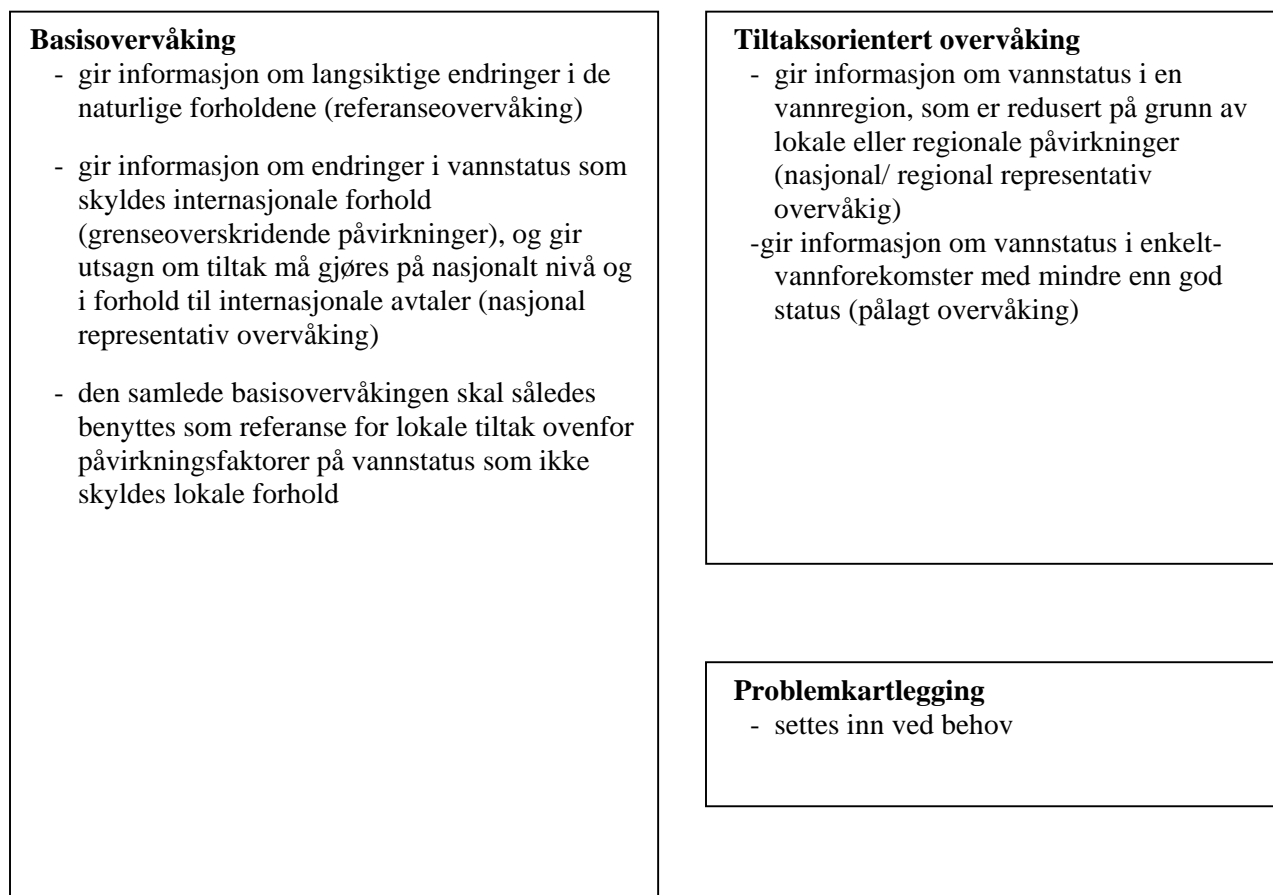 Basisovervåking
- gir informasjon om langsiktige endringer i de
naturlige forholdene (referanseovervåking)
- gir informasjon om endringer i vannstatus som
skyldes internasjonale forhold
(grenseoverskridende påvirkninger), og gir
utsagn om tiltak må gjøres på nasjonalt nivå og
i forhold til internasjonale avtaler (nasjonal
representativ overvåking)
- den samlede basisovervåkingen skal således
benyttes som referanse for lokale tiltak ovenfor
påvirkningsfaktorer på vannstatus som ikke
skyldes lokale forhold
Tiltaksorientert overvåking
- gir informasjon om vannstatus i en
vannregion, som er redusert på grunn av
lokale eller regionale påvirkninger
(nasjonal/ regional representativ
overvåkig)
-gir informasjon om vannstatus i enkelt-
vannforekomster med mindre enn god
status (pålagt overvåking)
Problemkartlegging
- settes inn ved behov